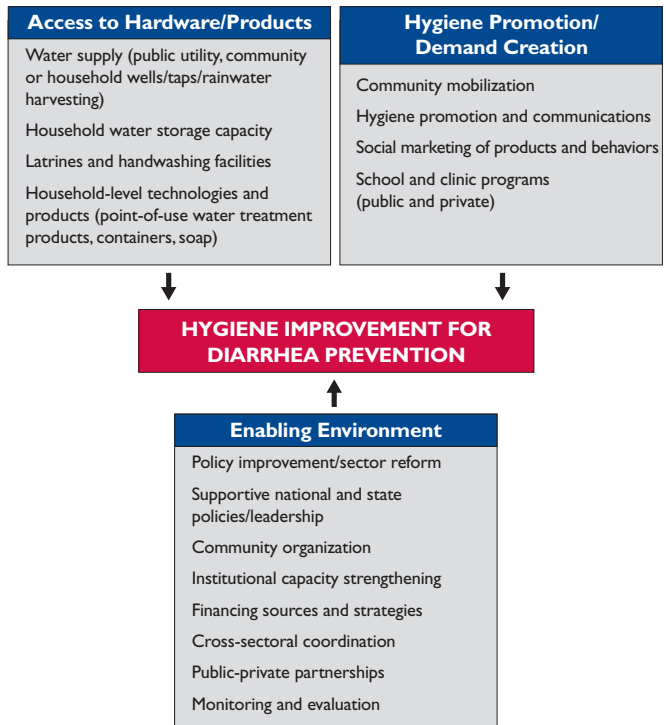 Access to Hardware/Products
Water supply (public utility, community
or household wells/taps/rainwater
harvesting)
Household water storage capacity
Latrines and handwashing facilities
Household-level technologies and
products (point-of-use water treatment
products, containers, soap)
Hygiene Promotion/
Demand Creation
Community mobilization
Hygiene promotion and communications
Social marketing of products and behaviors
School and clinic programs
(public and private)
HYGIENE IMPROVEMENT FOR
DIARRHEA PREVENTION
Enabling Environment
Policy improvement/sector reform
Supportive national and state
policies/leadership
Community organization
Institutional capacity strengthening
Financing sources and strategies
Cross-sectoral coordination
Public-private partnerships
Monitoring and evaluation